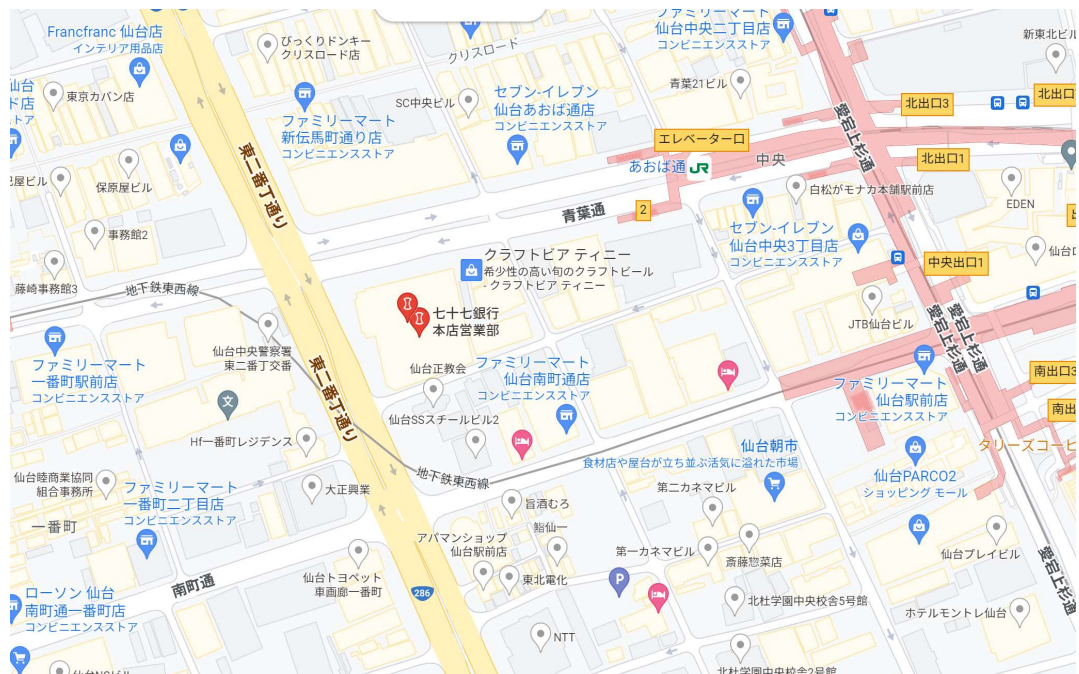 Francfranc 仙台店
インテリア用品店
びっくりドンキー
クリスロード店
クリスロード
ファミリーマート
仙台中央二丁目店
コンビニエンスストア
新東北ビル
東京カバン店
SC中央ビル
セブン-イレブン
仙台あおば通店
コンビニエンスストア
青葉21ビル
愛宕上杉通
北出口3
ファミリーマート
新伝馬町通り店
コンビニエンスストア
エレベーター口
中央
北出口1
あおば通
JR
保原屋ビル
東二番丁通り
青葉通
2
白松がモナカ本舗駅前店
EDEN
事務館2
セブン-イレブン
仙台中央3丁目店
コンビニエンスストア
クラフトビア ティニー
希少性の高い旬のクラフトビール
- クラフトビア ティニー
中央出口1
藤崎事務館3
地下鉄東西線
七十七銀行
本店営業部
愛宕上杉通
愛宕上杉通
JTB仙台ビル
ファミリーマート
一番町駅前店
コンビニエンスストア
仙台中央警察署
東二番丁交番
東二番丁通り
仙台正教会
ファミリーマート
仙台南町通店
コンビニエンスストア
ファミリーマート
仙台駅前店
コンビニエンスストア
南出口3
文
仙台SSスチールビル2
Hf一番町レジデンス
タリーズコーヒ
仙台朝市
食材店や屋台が立ち並ぶ活気に溢れた市場
仙台PARCO2
ショッピング モール
地下鉄東西線
仙台睦商業協同
組合事務所
ファミリーマート
一番町二丁目店
コンビニエンスストア
大正興業
旨酒むろ
第二カネマビル
一番町
アパマンショップ
仙台駅前店
鮨仙一
第一カネマビル
斎藤惣菜店
仙台プレイビル
愛宕上杉通
南町通
仙台トヨペット
車画廊一番町
286
東北電化
P
ローソン 仙台
南町通一番町店
コンビニエンスストア
北杜学園中央校舎5号館
ホテルモントレ仙台
NTT
北杜学園中央校舎2号館